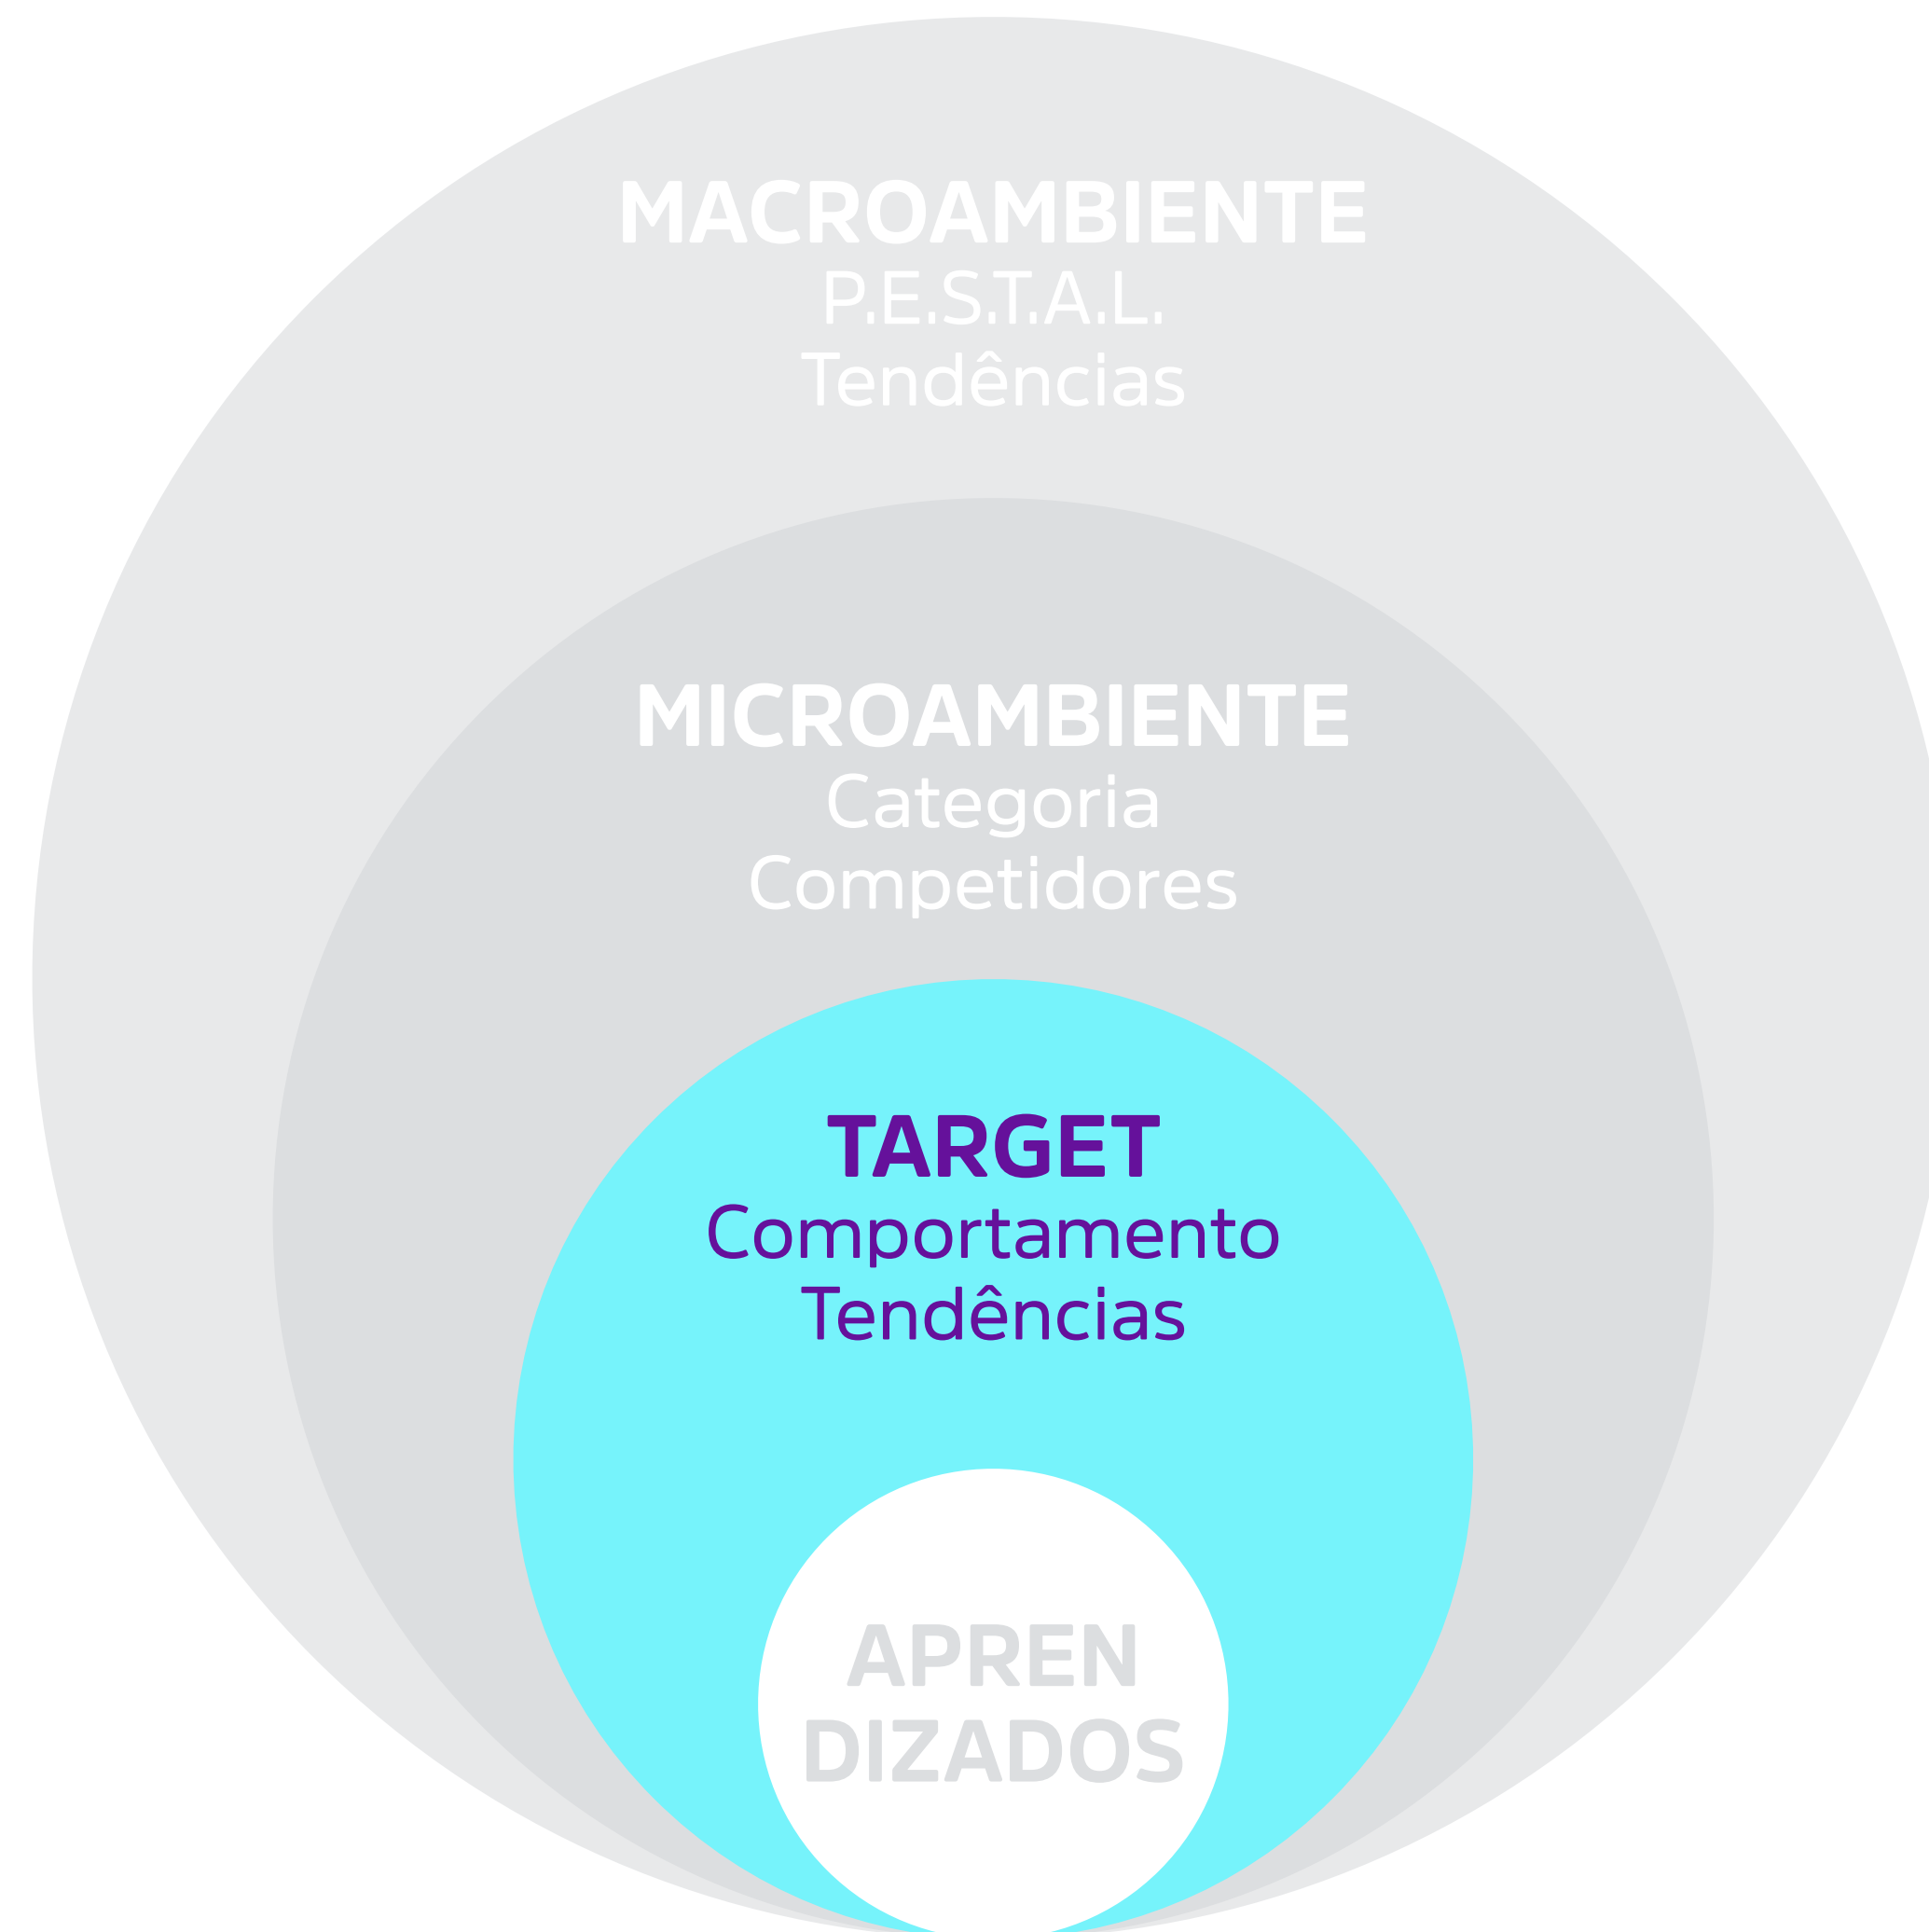 MACROAMBIENTE
P.E.S.T.A.L.
Tendências
MICROAMBIENTE
Categoria
Competidores
TARGET
Comportamento
Tendências
APREN
DIZADOS